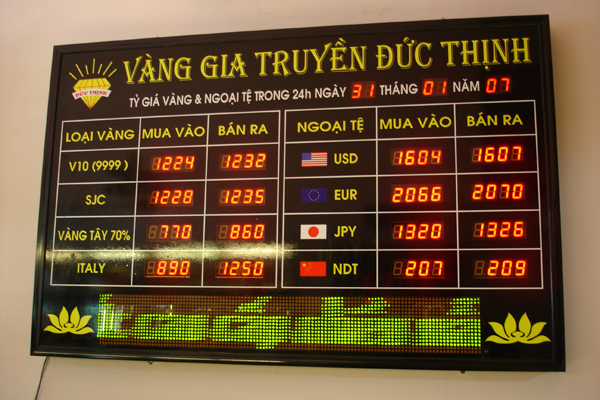 VÀNG GIA TRUYỀN ĐỨC THỊNH
ĐỨC THỊNH
TỶ GIÁ VÀNG & NGOẠI TỆ TRONG 24h NGÀY 31 THÁNG 01 NĂM 07
LOẠI VÀNG MUA VÀO BÁN RA NGOẠI TỆ MUA VÀO BÁN RA
V10 (9999) 1224 1232 USD 1604 1607
SJC 1228 1235 EUR 2066 2070
VÀNG TÂY 70% 770 860 JPY 1320 1326
ITALY 890 1250 NDT 207 209